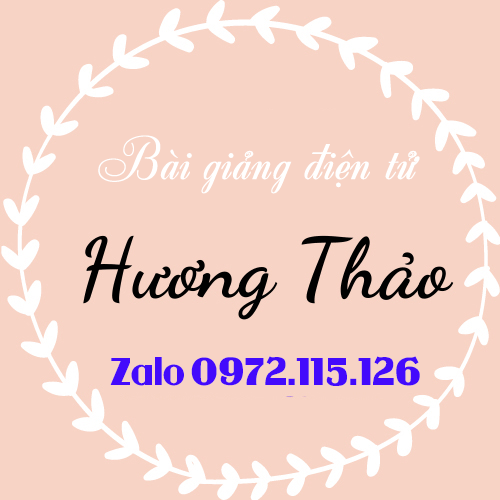 Bài giảng điện tử
Hương Thảo
Zalo 0972.115.126